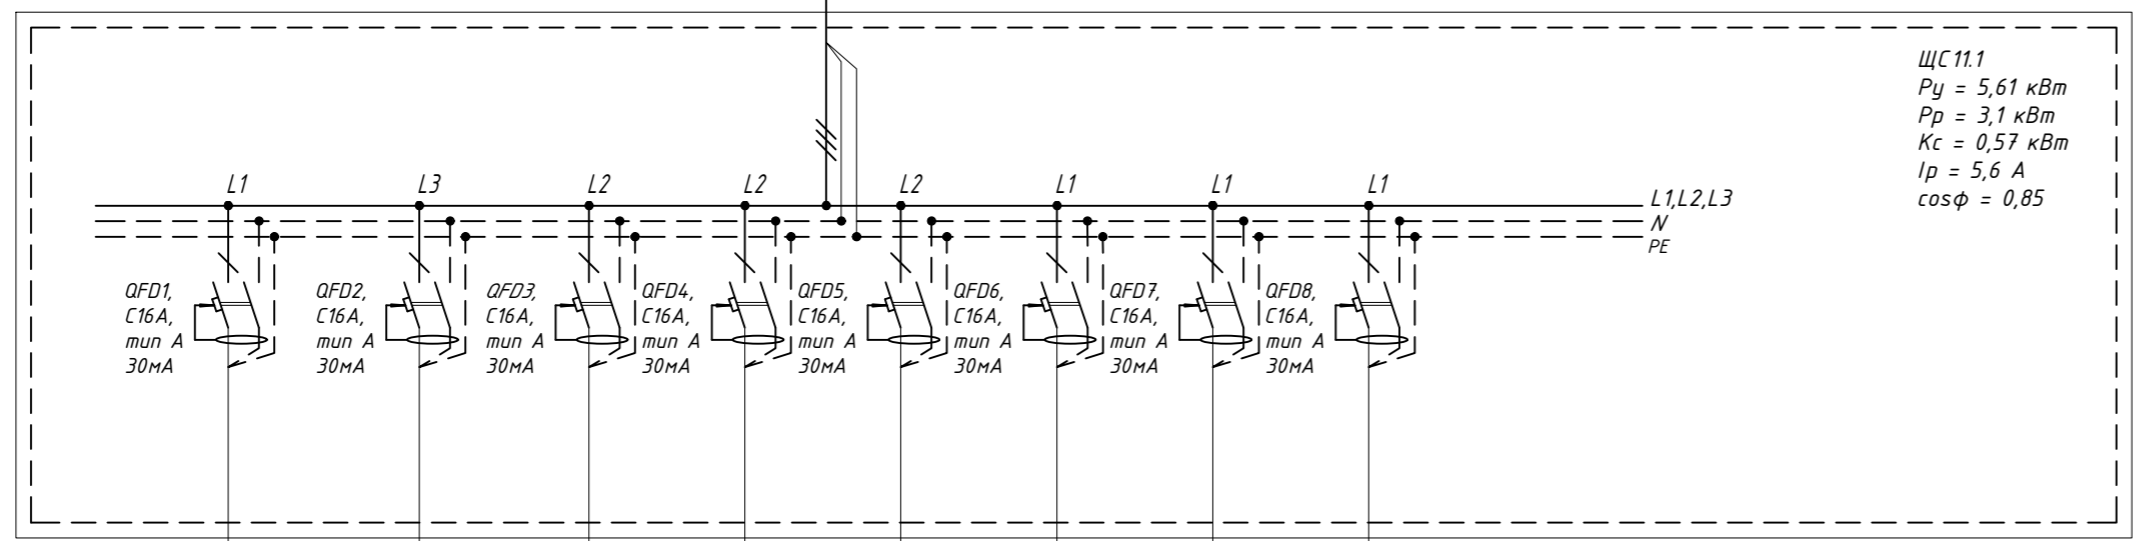 ЩС 11.1
Ру = 5,61 кВт
Рр = 3,1 кВт
Кс = 0,57 кВт
Iр = 5,6 А
cosφ = 0,85
L1
L3
L2
L2
L2
L1
L1
L1
L1,L2,L3
N
PE
QFD1,
C16A,
тип А
30мА
QFD2,
C16A,
тип А
30мА
QFD3,
C16A,
тип А
30мА
QFD4,
C16A,
тип А
30мА
QFD5,
C16A,
тип А
30мА
QFD6,
C16A,
тип А
30мА
QFD7,
C16A,
тип А
30мА
QFD8,
C16A,
тип А
30мА